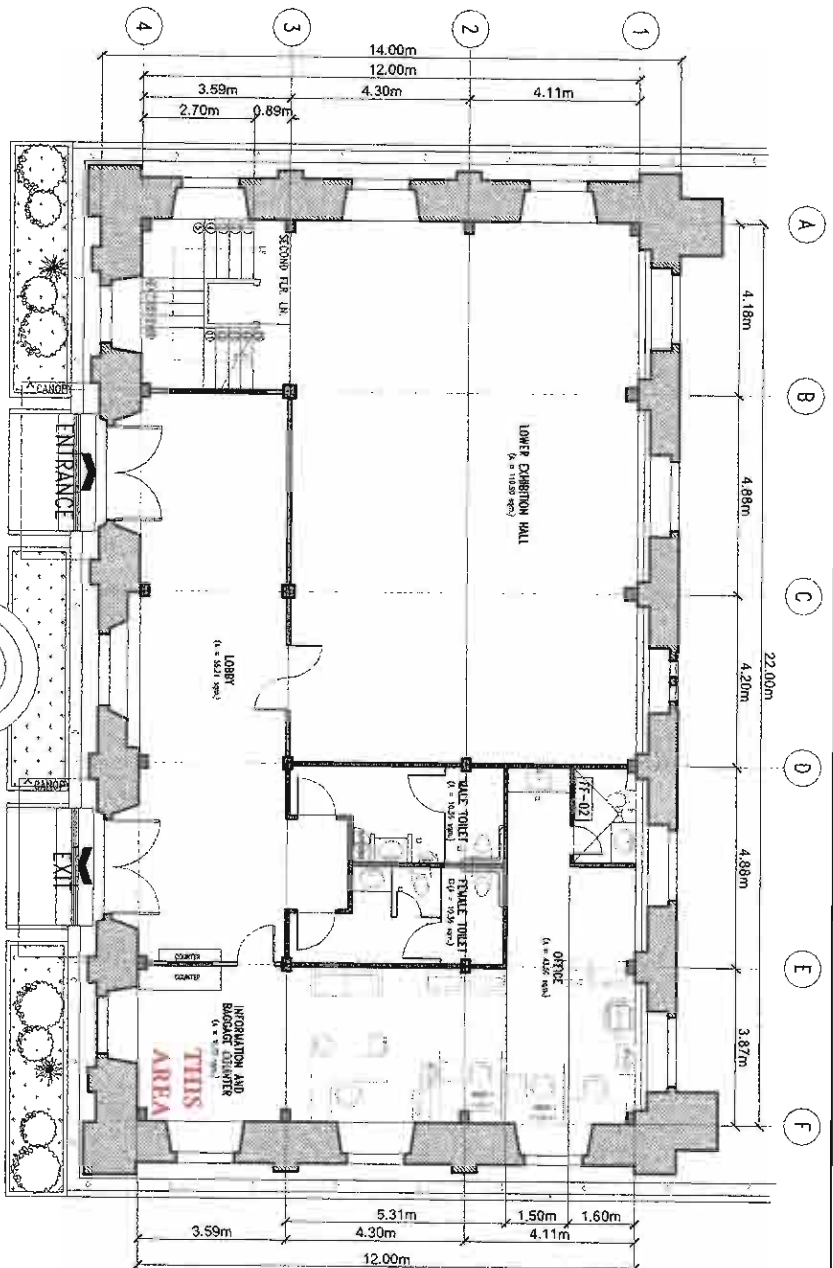 4
3
2
1
14.00m
12.00m
3.59m
4.30m
4.11m
2.70m
0.89m
A
B
C
D
E
F
4.18m
4.88m
4.20m
4.88m
3.87m
22.00m
SECOND FLR. LN.
LOWER EXHIBITION HALL
LOBBY
MALE TOILET
FEMALE TOILET
FF-02
OFFICE
COUNTER
COUNTER
INFORMATION AND
BAGGAGE COUNTER
THIS
AREA
CANOPY
ENTRANCE
CANOPY
EXIT
5.31m
1.50m
1.60m
3.59m
4.30m
4.11m
12.00m